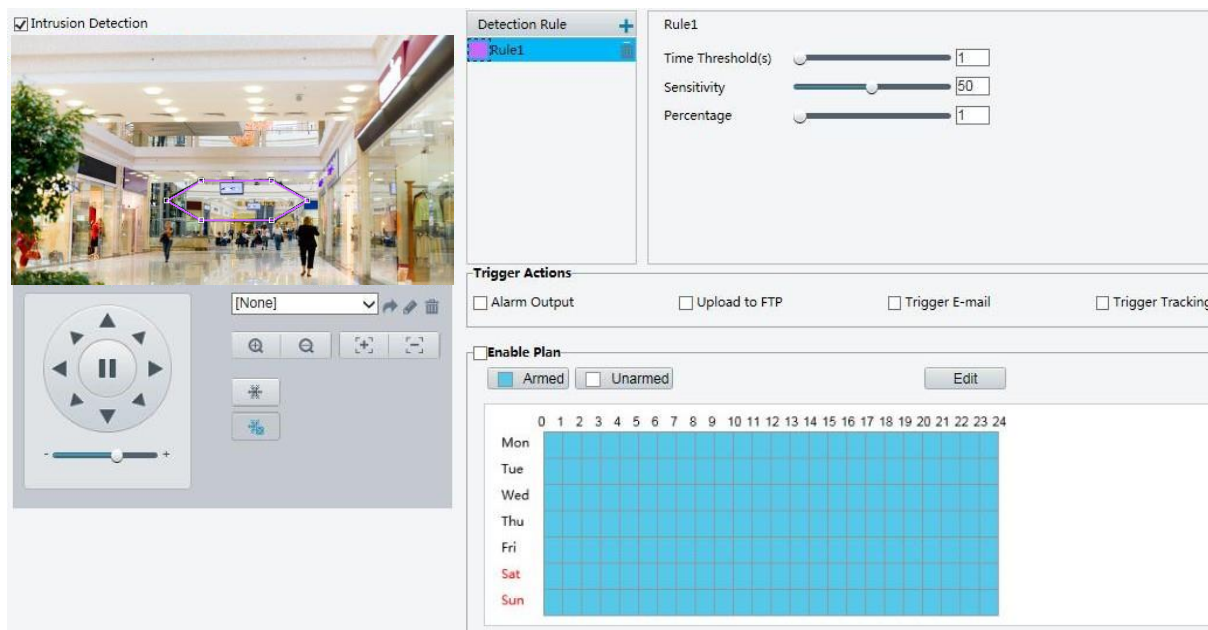 Intrusion Detection
[None]
- +
Detection Rule +
Rule1
Rule1
Time Threshold(s) 1
Sensitivity 50
Percentage 1
Trigger Actions
Alarm Output Upload to FTP Trigger E-mail Trigger Tracking
Enable Plan
Armed Unarmed Edit
0 1 2 3 4 5 6 7 8 9 10 11 12 13 14 15 16 17 18 19 20 21 22 23 24
Mon
Tue
Wed
Thu
Fri
Sat
Sun